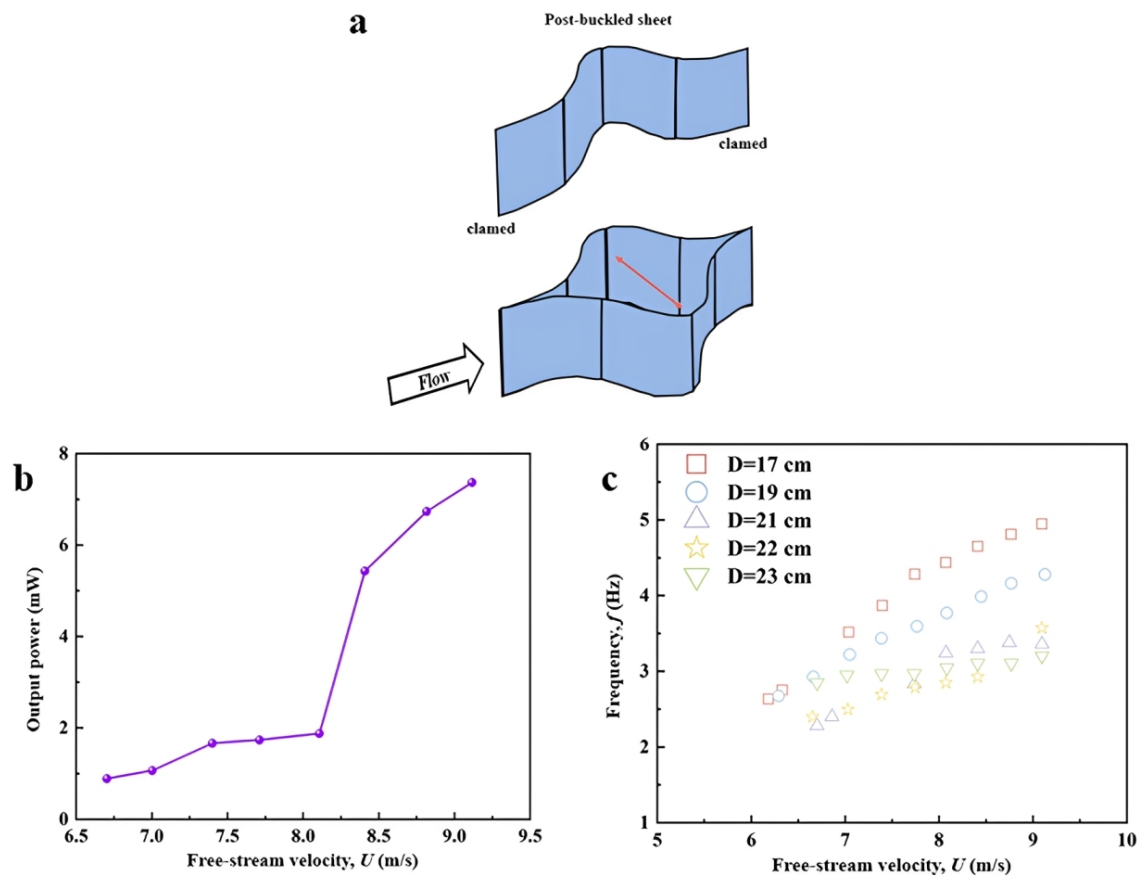 a
Post-buckled sheet
clamed
clamed
Flow
b
8
6
4
2
0
Output power (mW)
6.5 7.0 7.5 8.0 8.5 9.0 9.5
Free-stream velocity, U (m/s)
c
6
5
4
3
2
1
Frequency, f (Hz)
D=17 cm
D=19 cm
D=21 cm
D=22 cm
D=23 cm
5 6 7 8 9 10
Free-stream velocity, U (m/s)